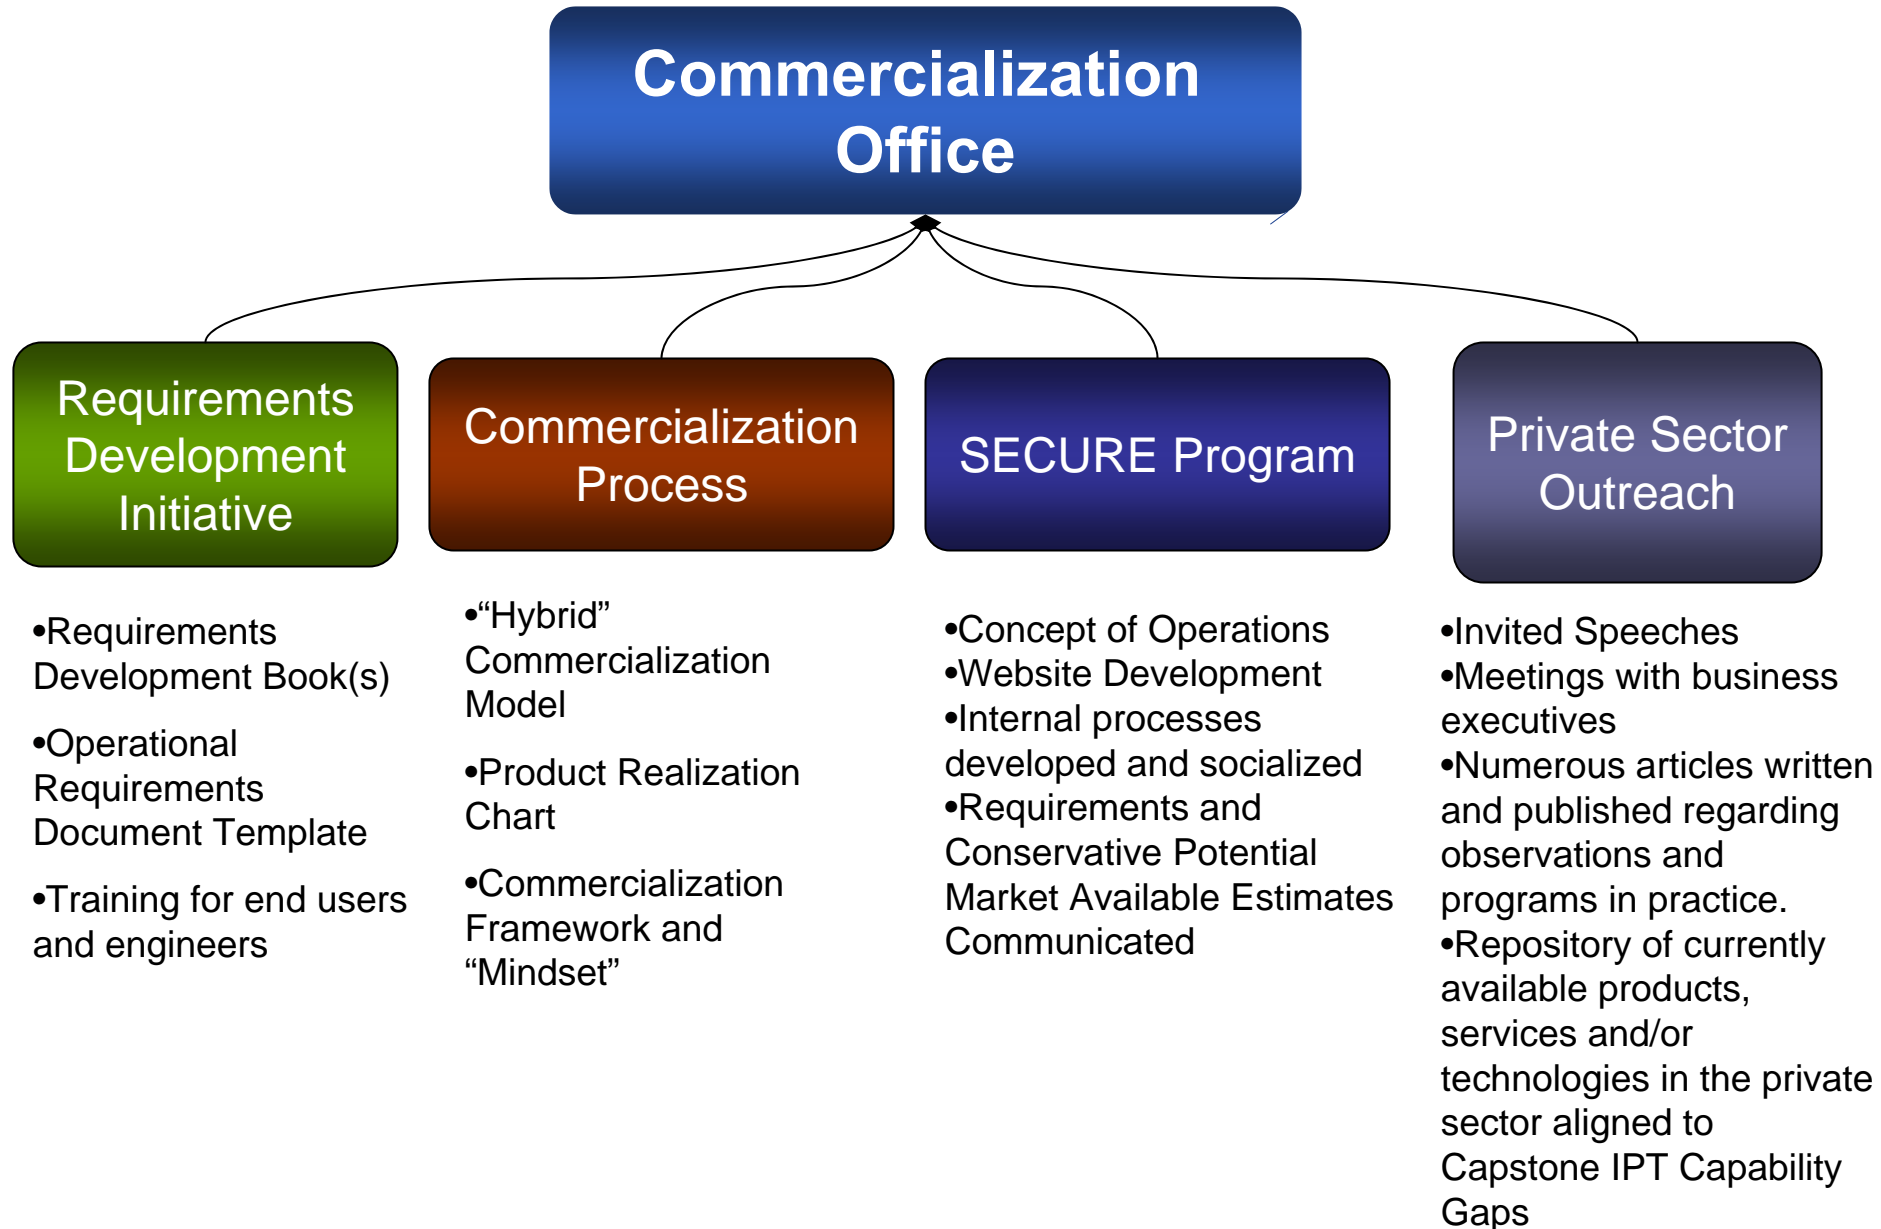 Commercialization
Office
Requirements
Development
Initiative
•Requirements
Development Book(s)
•Operational
Requirements
Document Template
•Training for end users
and engineers
Commercialization
Process
•“Hybrid”
Commercialization
Model
•Product Realization
Chart
•Commercialization
Framework and
“Mindset”
SECURE Program
•Concept of Operations
•Website Development
•Internal processes
developed and socialized
•Requirements and
Conservative Potential
Market Available Estimates
Communicated
Private Sector
Outreach
•Invited Speeches
•Meetings with business
executives
•Numerous articles written
and published regarding
observations and
programs in practice.
•Repository of currently
available products,
services and/or
technologies in the private
sector aligned to
Capstone IPT Capability
Gaps